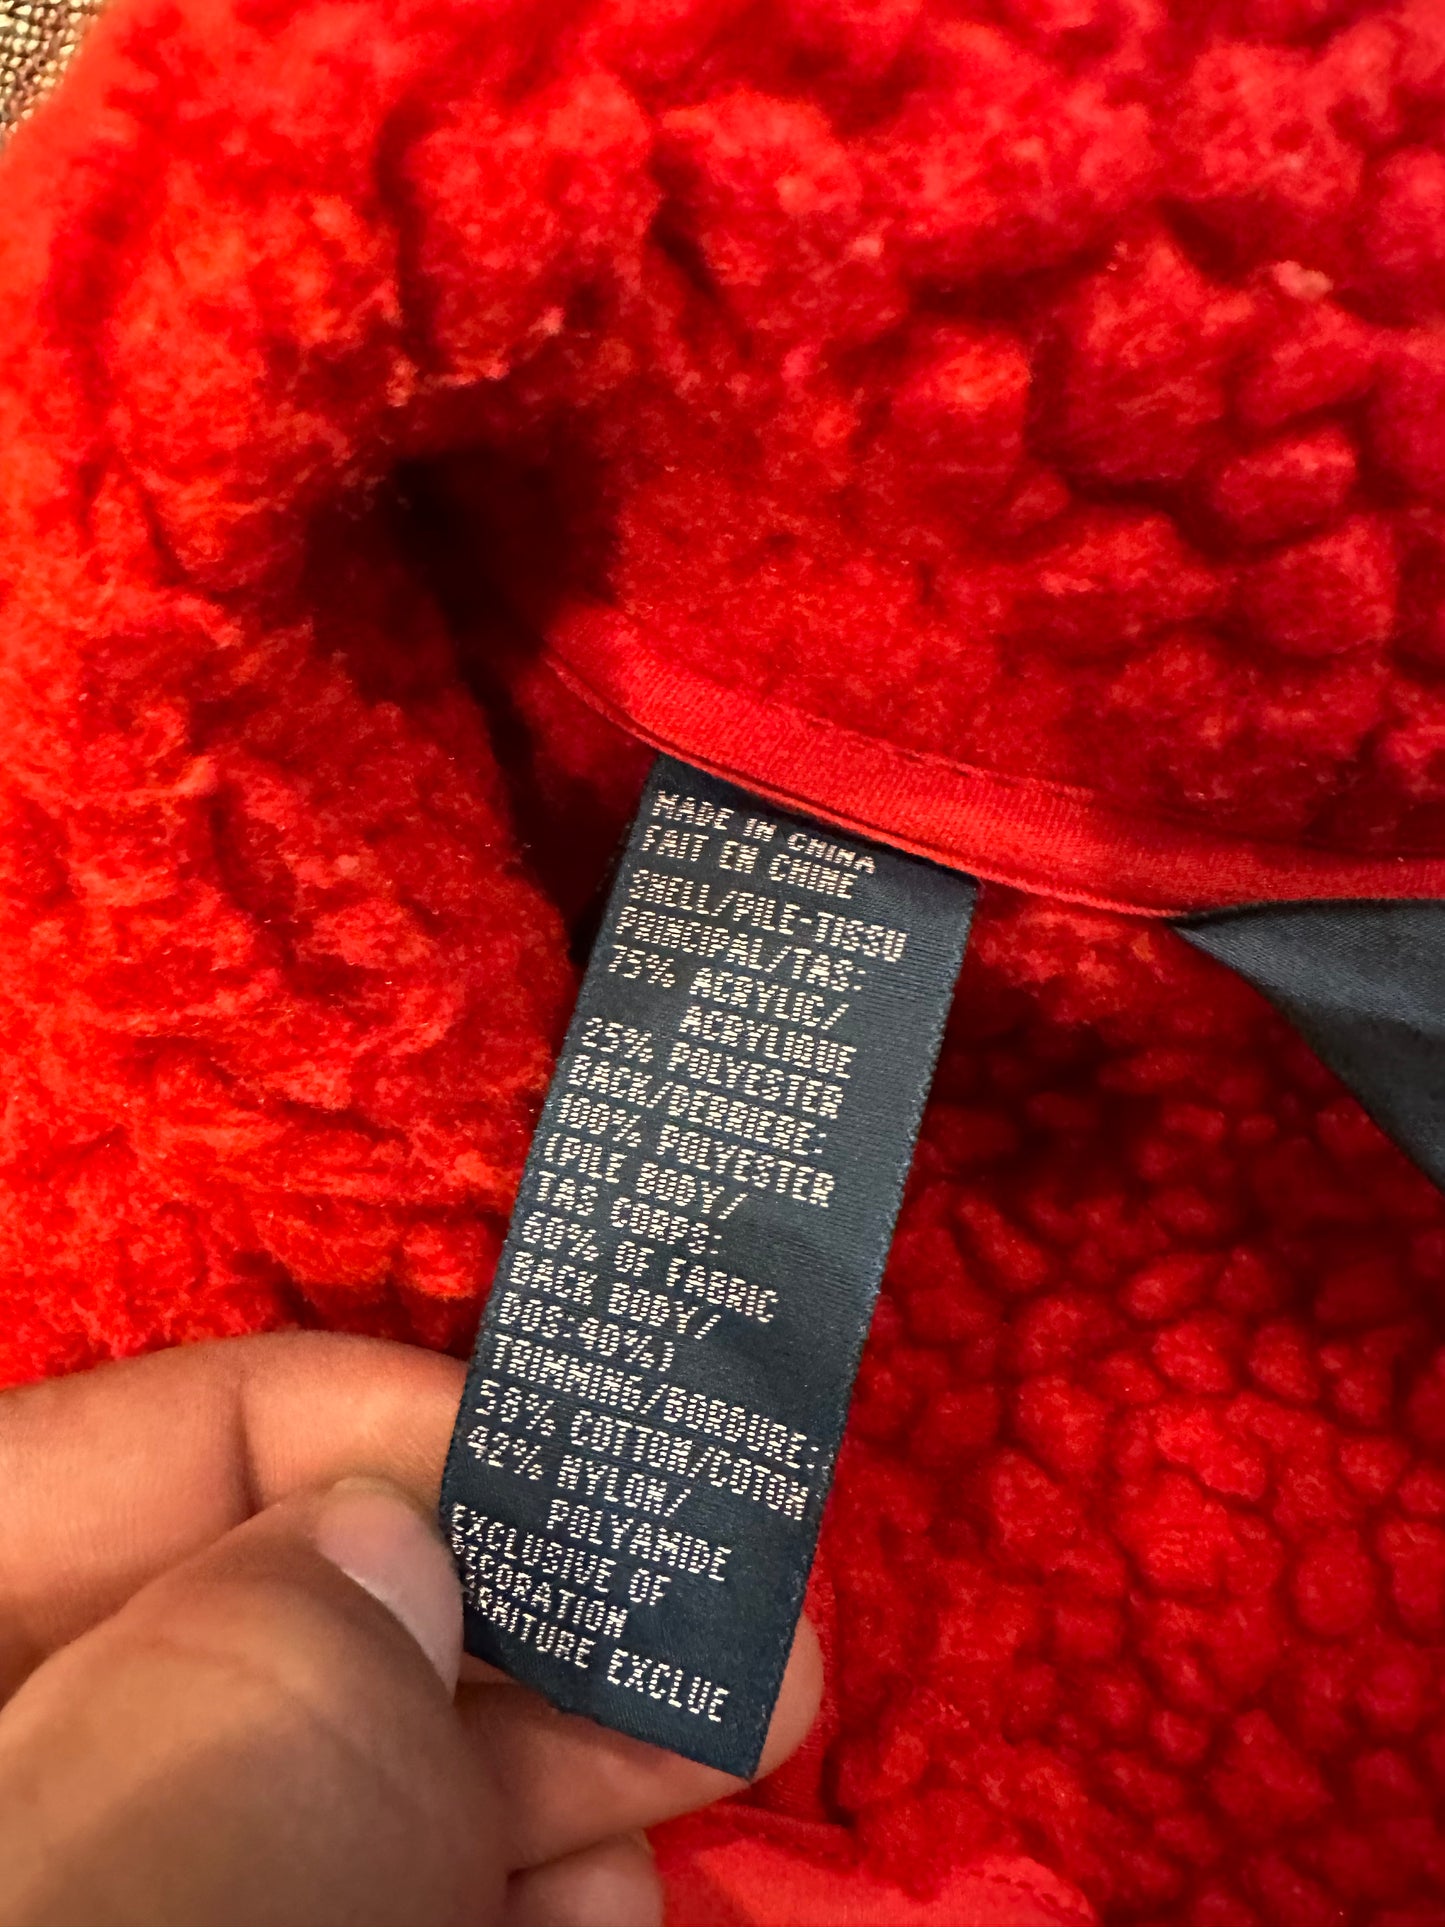 MADE IN CHINA
FAIT EN CHINE
SHELL/PILE-TISSU
PRINCIPAL/TAS:
75% ACRYLIC/
ACRYLIQUE
25% POLYESTER
BACK/DERRIERE:
100% POLYESTER
(PILE BODY/
TAS CORPS:
60% OF FABRIC
BACK BODY/
DOS:40%)
TRIMMING/BORDURE:
58% COTTON/COTON
42% NYLON/
POLYAMIDE
EXCLUSIVE OF
DECORATION
GARNITURE EXCLUE